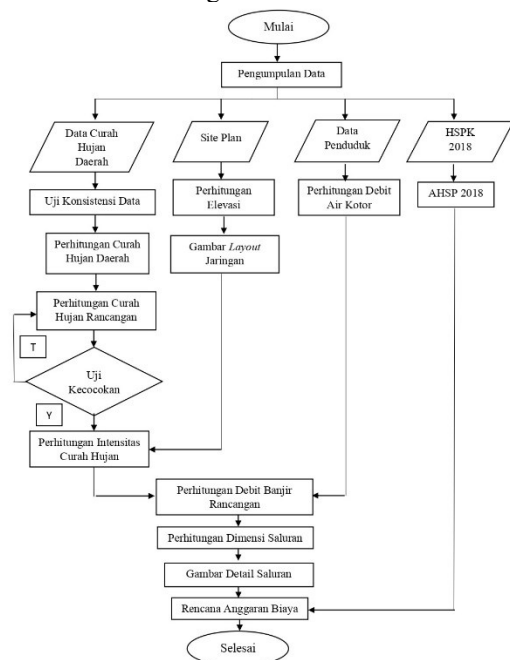 Mulai
Pengumpulan Data
Data Curah
Hujan
Daerah
Site Plan
Data
Penduduk
HSPK
2018
Uji Konsistensi Data
Perhitungan
Elevasi
Perhitungan Debit
Air Kotor
AHSP 2018
Perhitungan Curah
Hujan Daerah
Gambar Layout
Jaringan
Perhitungan Curah
Hujan Rancangan
T
Uji
Kecocokan
Y
Perhitungan Intensitas
Curah Hujan
Perhitungan Debit Banjir
Rancangan
Perhitungan Dimensi Saluran
Gambar Detail Saluran
Rencana Anggaran Biaya
Selesai